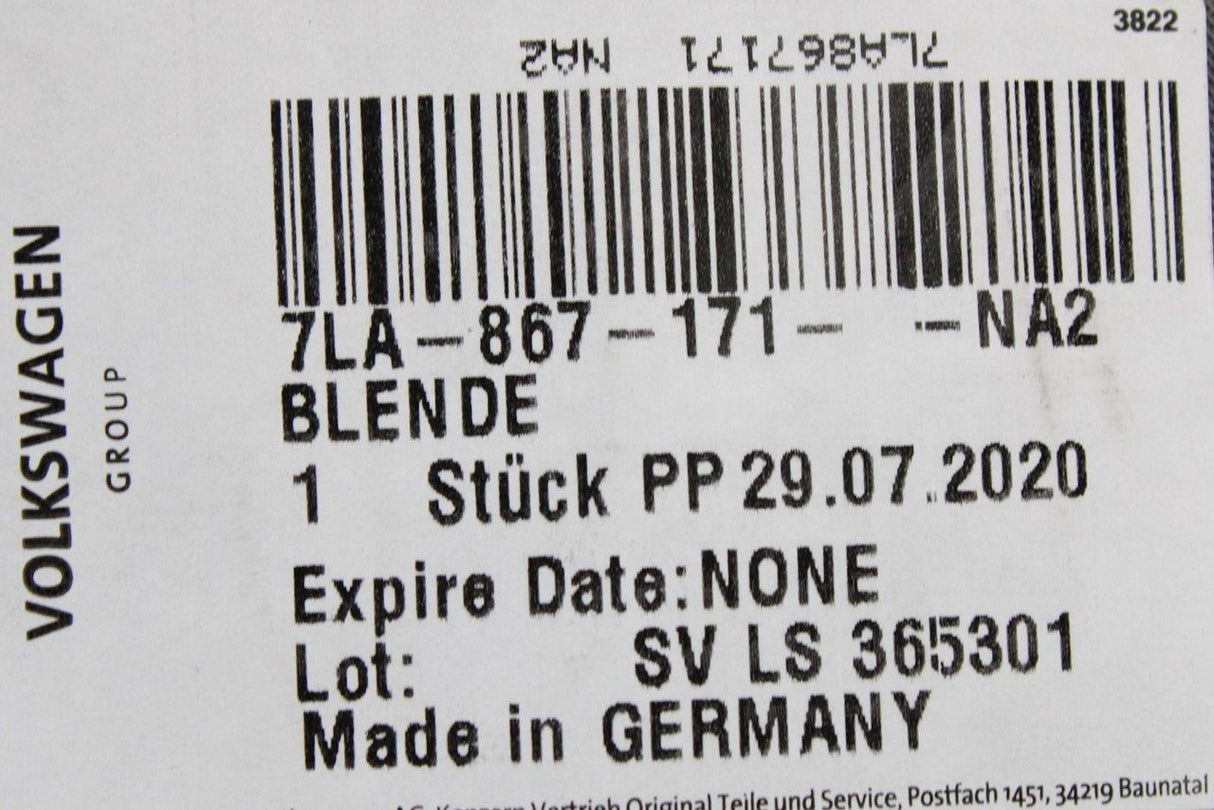 3822
7LA867171 NA2
VOLKSWAGEN
GROUP
7LA-867-171- -NA2
BLENDE
1 Stück PP 29.07.2020
Expire Date:NONE
Lot: SV LS 365301
Made in GERMANY
Vertrieb Original Teile und Service, Postfach 1451, 34219 Baunatal